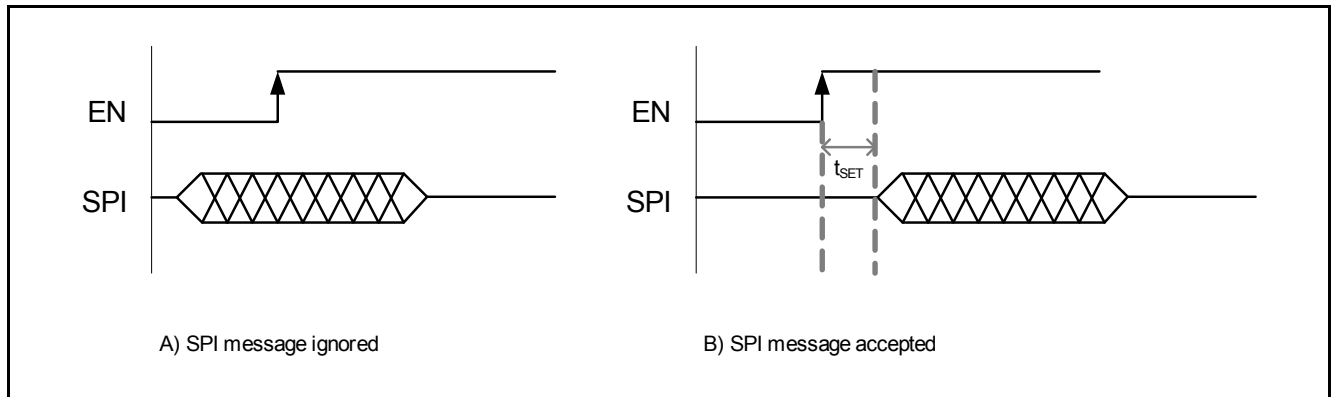 EN
SPI
A) SPI message ignored
EN
tSET
SPI
B) SPI message accepted